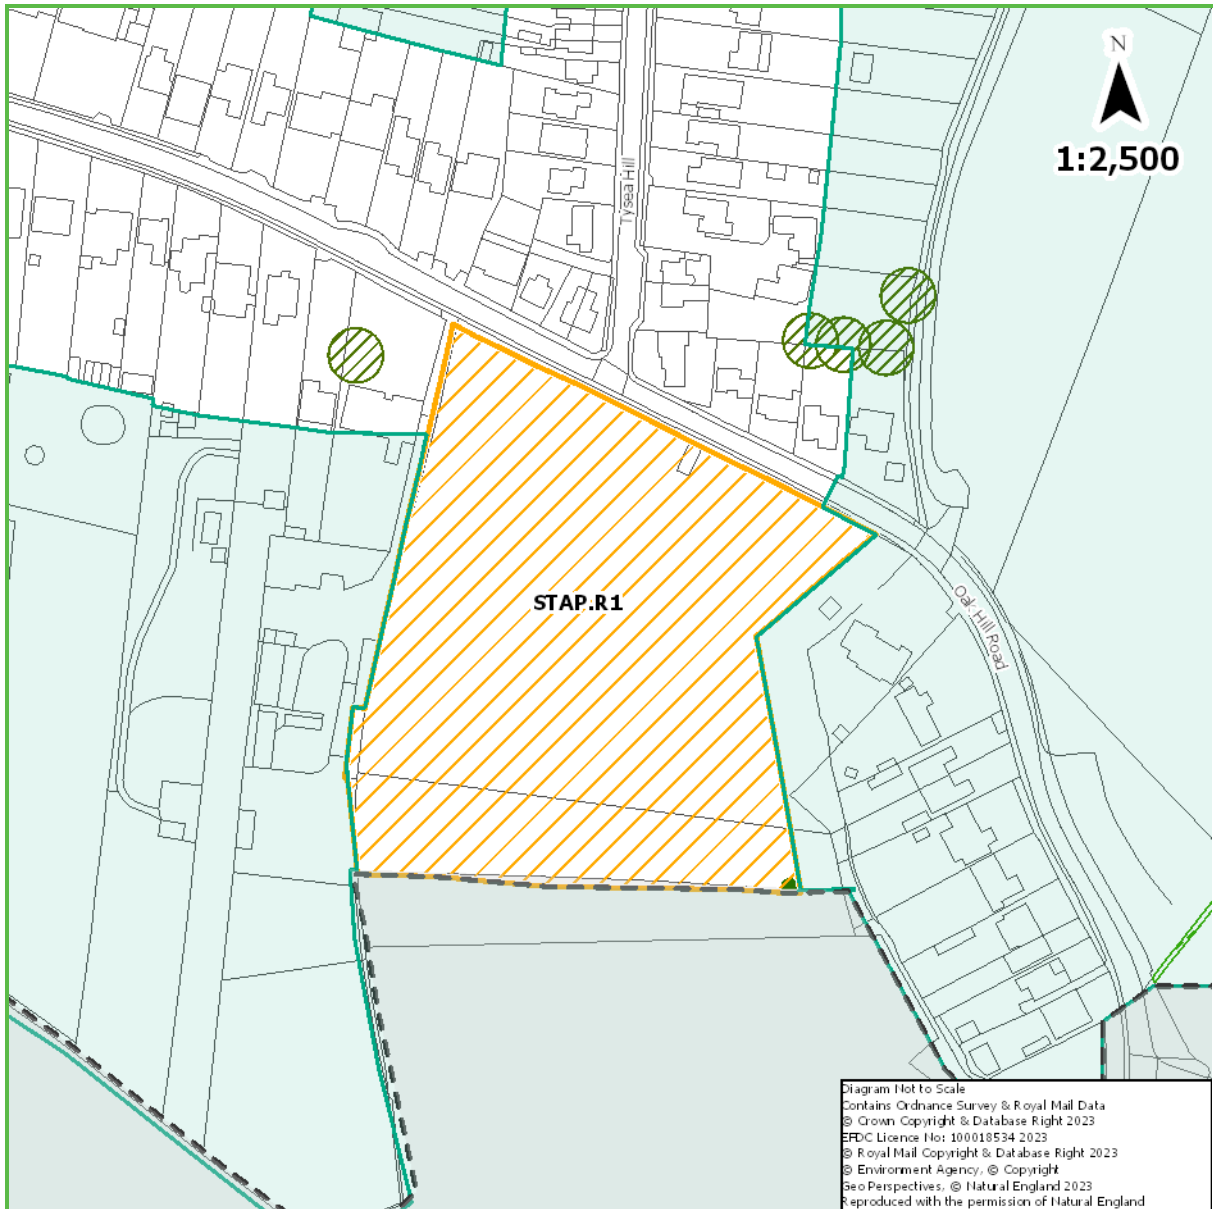 N
1:2,500
Tysea Hill
STAP.R1
Oak Hill Road
Diagram Not to Scale
Contains Ordnance Survey & Royal Mail Data
© Crown Copyright & Database Right 2023
EFDC Licence No: 100018534 2023
© Royal Mail Copyright & Database Right 2023
© Environment Agency, © Copyright
Geo Perspectives, © Natural England 2023
Reproduced with the permission of Natural England